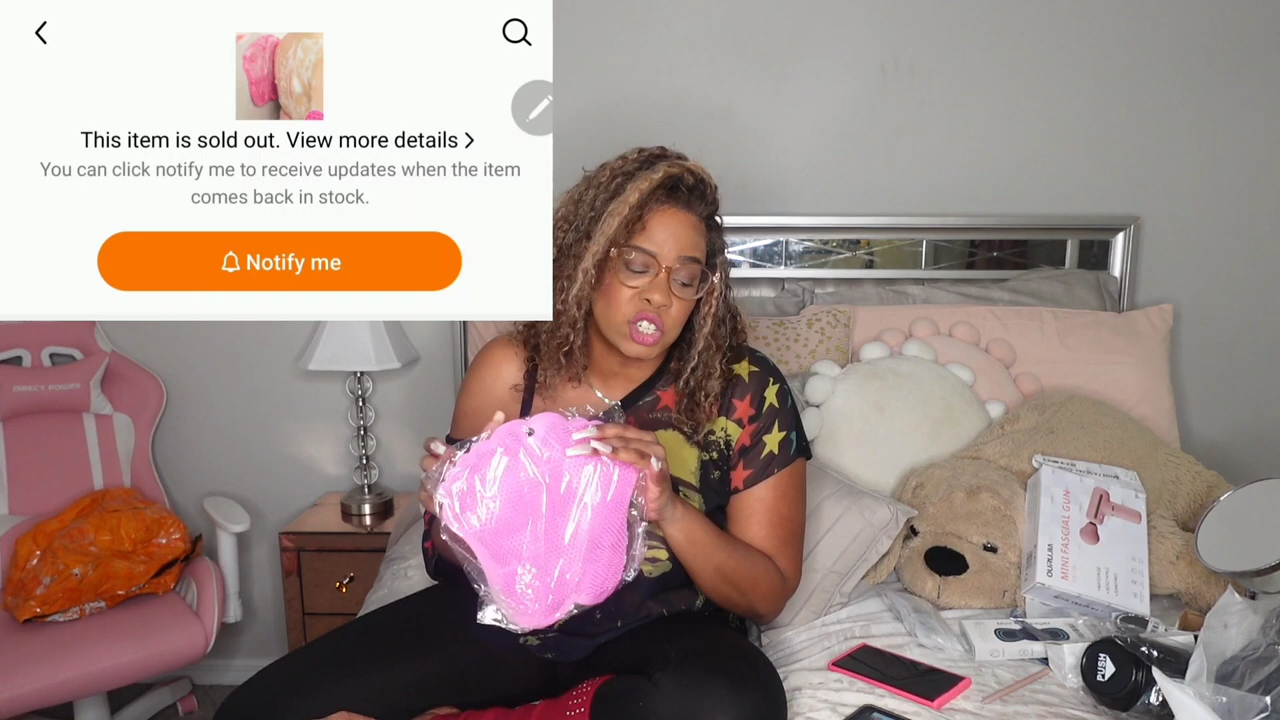 This item is sold out. View more details >
You can click notify me to receive updates when the item
comes back in stock.
Notify me
MINI FASCIAL GUN
PUSH